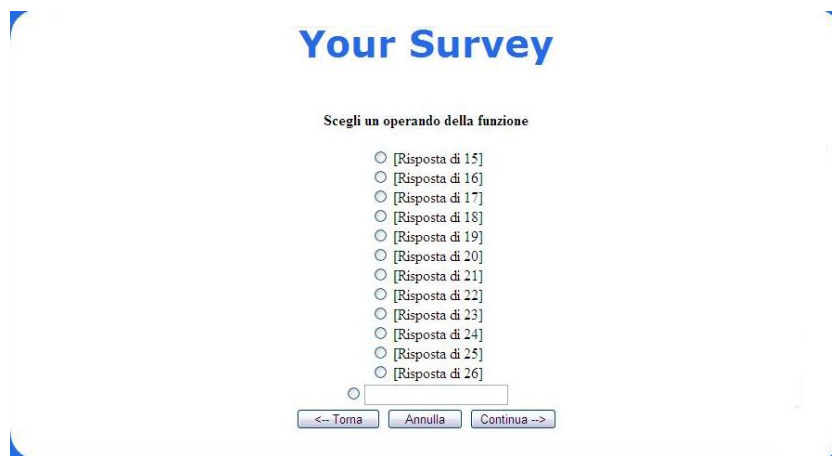 Your Survey
Scegli un operando della funzione
[Risposta di 15]
[Risposta di 16]
[Risposta di 17]
[Risposta di 18]
[Risposta di 19]
[Risposta di 20]
[Risposta di 21]
[Risposta di 22]
[Risposta di 23]
[Risposta di 24]
[Risposta di 25]
[Risposta di 26]
<-- Torna Annulla Continua -->